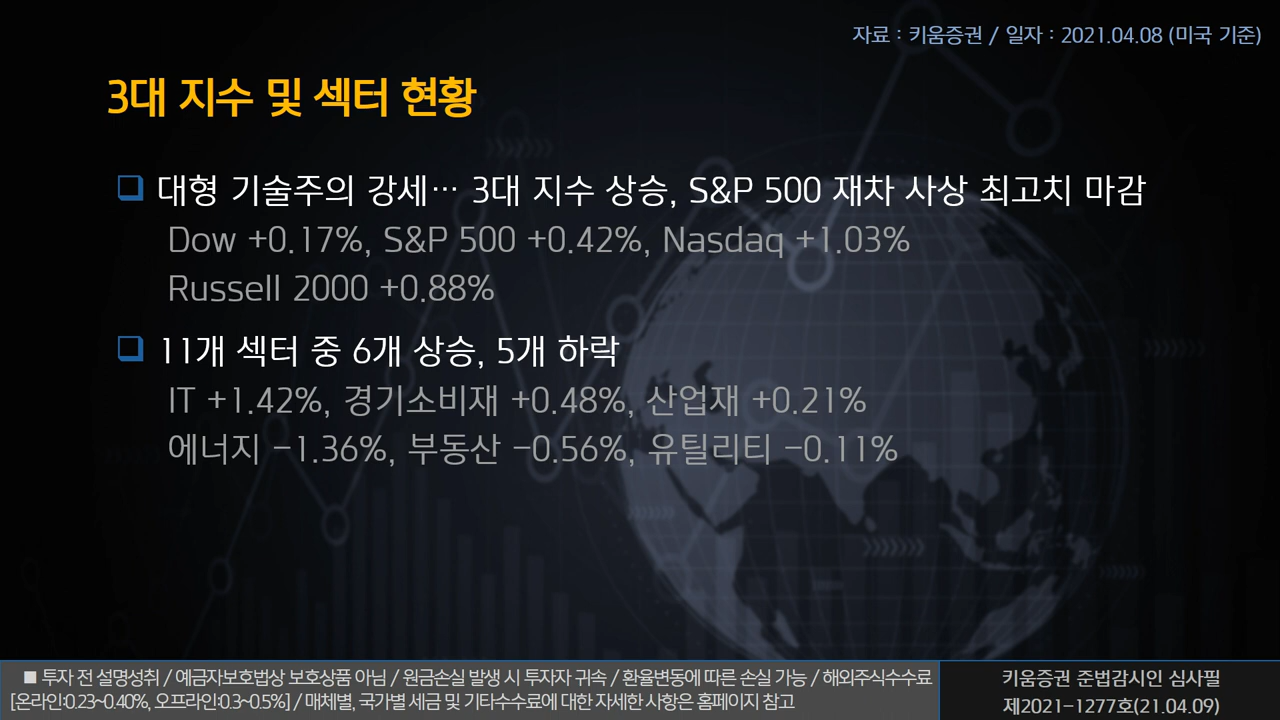 자료 : 키움증권 / 일자 : 2021.04.08 (미국 기준)
3대 지수 및 섹터 현황
❑ 대형 기술주의 강세… 3대 지수 상승, S&P 500 재차 사상 최고치 마감
Dow +0.17%, S&P 500 +0.42%, Nasdaq +1.03%
Russell 2000 +0.88%
❑ 11개 섹터 중 6개 상승, 5개 하락
IT +1.42%, 경기소비재 +0.48%, 산업재 +0.21%
에너지 -1.36%, 부동산 -0.56%, 유틸리티 -0.11%
■ 투자 전 설명성취 / 예금자보호법상 보호상품 아님 / 원금손실 발생 시 투자자 귀속 / 환율변동에 따른 손실 가능 / 해외주식수수료
[온라인:0.23~0.40%, 오프라인:0.3~0.5%] / 매체별, 국가별 세금 및 기타수수료에 대한 자세한 사항은 홈페이지 참고
키움증권 준법감시인 심사필
제2021-1277호(21.04.09)